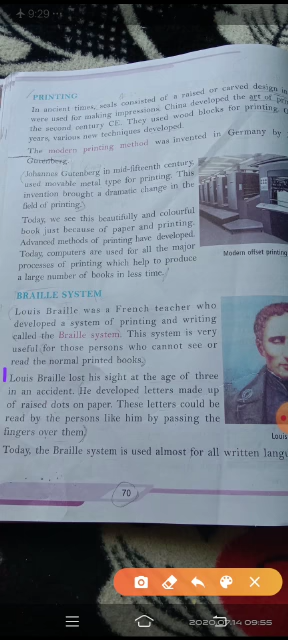 9:29
PRINTING
In ancient times, seals consisted of a raised or carved design
were used for making impressions. China developed the art of
the second century CE. They used wood blocks for printing.
years, various new techniques developed.
The modern printing method was invented in Germany by
Gutenberg.
Johannes Gutenberg in mid-fifteenth century,
used movable metal type for printing. This
invention brought a dramatic change in the
field of printing.
Today, we see this beautifully and colourful
book just because of paper and printing.
Advanced methods of printing have developed.
Today, computers are used for all the major
processes of printing which help to produce
a large number of books in less time.
Modern offset printing
BRAILLE SYSTEM
Louis Braille was a French teacher who
developed a system of printing and writing
called the Braille system. This system is very
useful for those persons who cannot see or
read the normal printed books.
Louis Braille lost his sight at the age of three
in an accident. He developed letters made up
of raised dots on paper. These letters could be
read by the persons like him by passing the
fingers over them.
Louis
Today, the Braille system is used almost for all written
70
2020.07.14 09:55